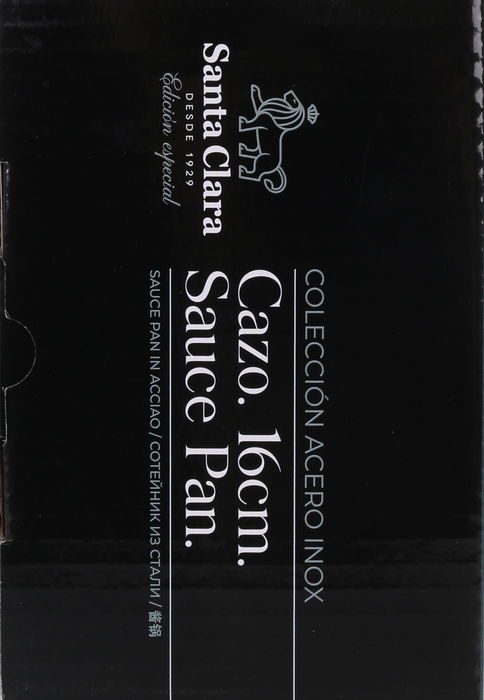 Santa Clara
DESDE 1929
Edición especial
COLECCIÓN ACERO INOX
Cazo. 16cm.
Sauce Pan.
SAUCE PAN IN ACCIAO / СОТЕЙНИК ИЗ СТАЛИ / 酱锅